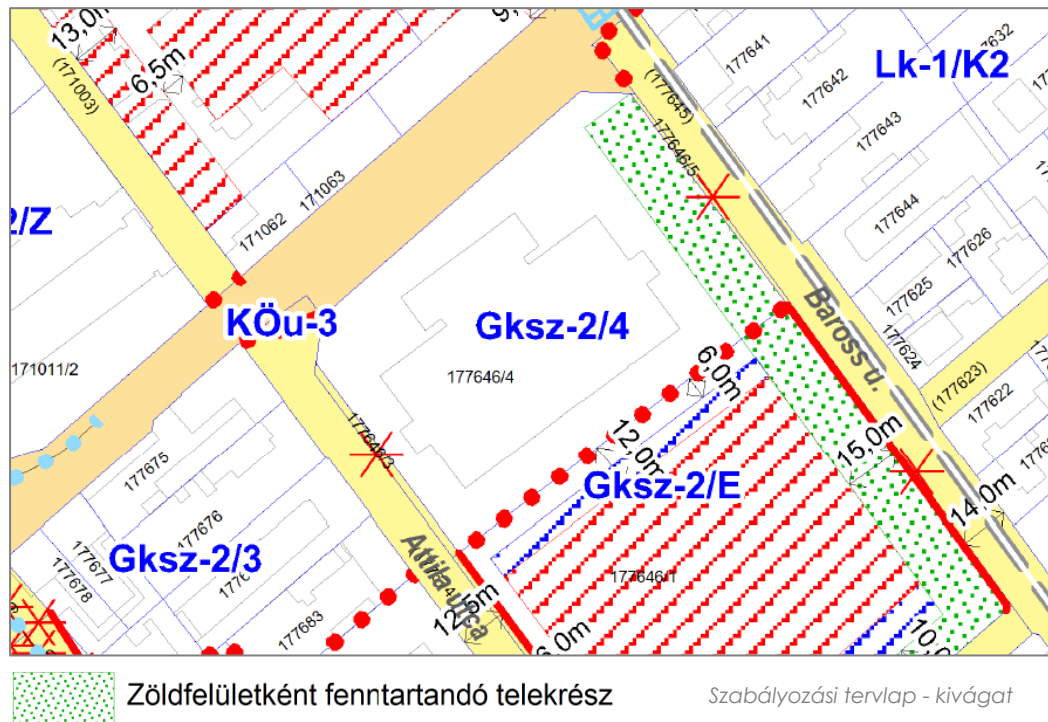 13,0m
6,5m
(171003)
171063
171062
2/Z
KÖu-3
171011/2
177675
177676
177677
177678
Gksz-2/3
177683
177646/3
Attila utca
12,5m
6,0m
Gksz-2/4
177646/4
6,0m
12,0m
Gksz-2/E
177646/1
15,0m
14,0m
Baross u.
(177645)
177646/5
177641
177642
177643
Lk-1/K2
177644
177626
177625
177624
(177623)
177622
Zöldfelületként fenntartandó telekrész
Szabályozási tervlap - kivágat